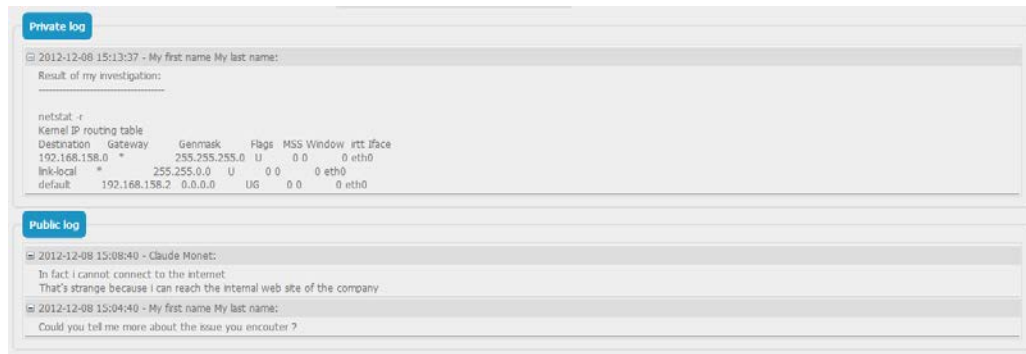 Private log
2012-12-08 15:13:37 - My first name My last name:
Result of my investigation:
------------------------------------
netstat -r
Kernel IP routing table
Destination Gateway Genmask Flags MSS Window irtt Iface
192.168.158.0 * 255.255.255.0 U 0 0 0 eth0
link-local * 255.255.0.0 U 0 0 0 eth0
default 192.168.158.2 0.0.0.0 UG 0 0 0 eth0
Public log
2012-12-08 15:08:40 - Claude Monet:
In fact i cannot connect to the internet
That's strange because i can reach the internal web site of the company
2012-12-08 15:04:40 - My first name My last name:
Could you tell me more about the issue you encouter ?